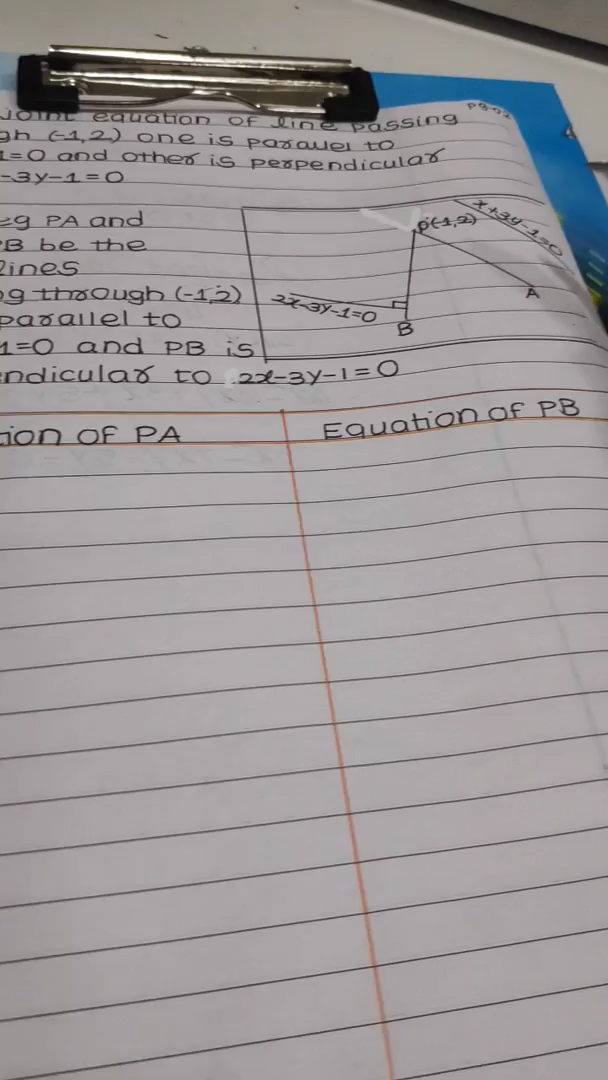 Joint equation of line passing
gh (-1,2) one is parallel to
1=0 and other is perpendicular
-3y-1=0
PA and
B be the
lines
g through (-1,2)
parallel to
1=0 and PB is
ndicular to 2x-3y-1=0
P(-1,2)
x+3y-1=0
2x-3y-1=0
A
B
ion OF PA
Equation OF PB